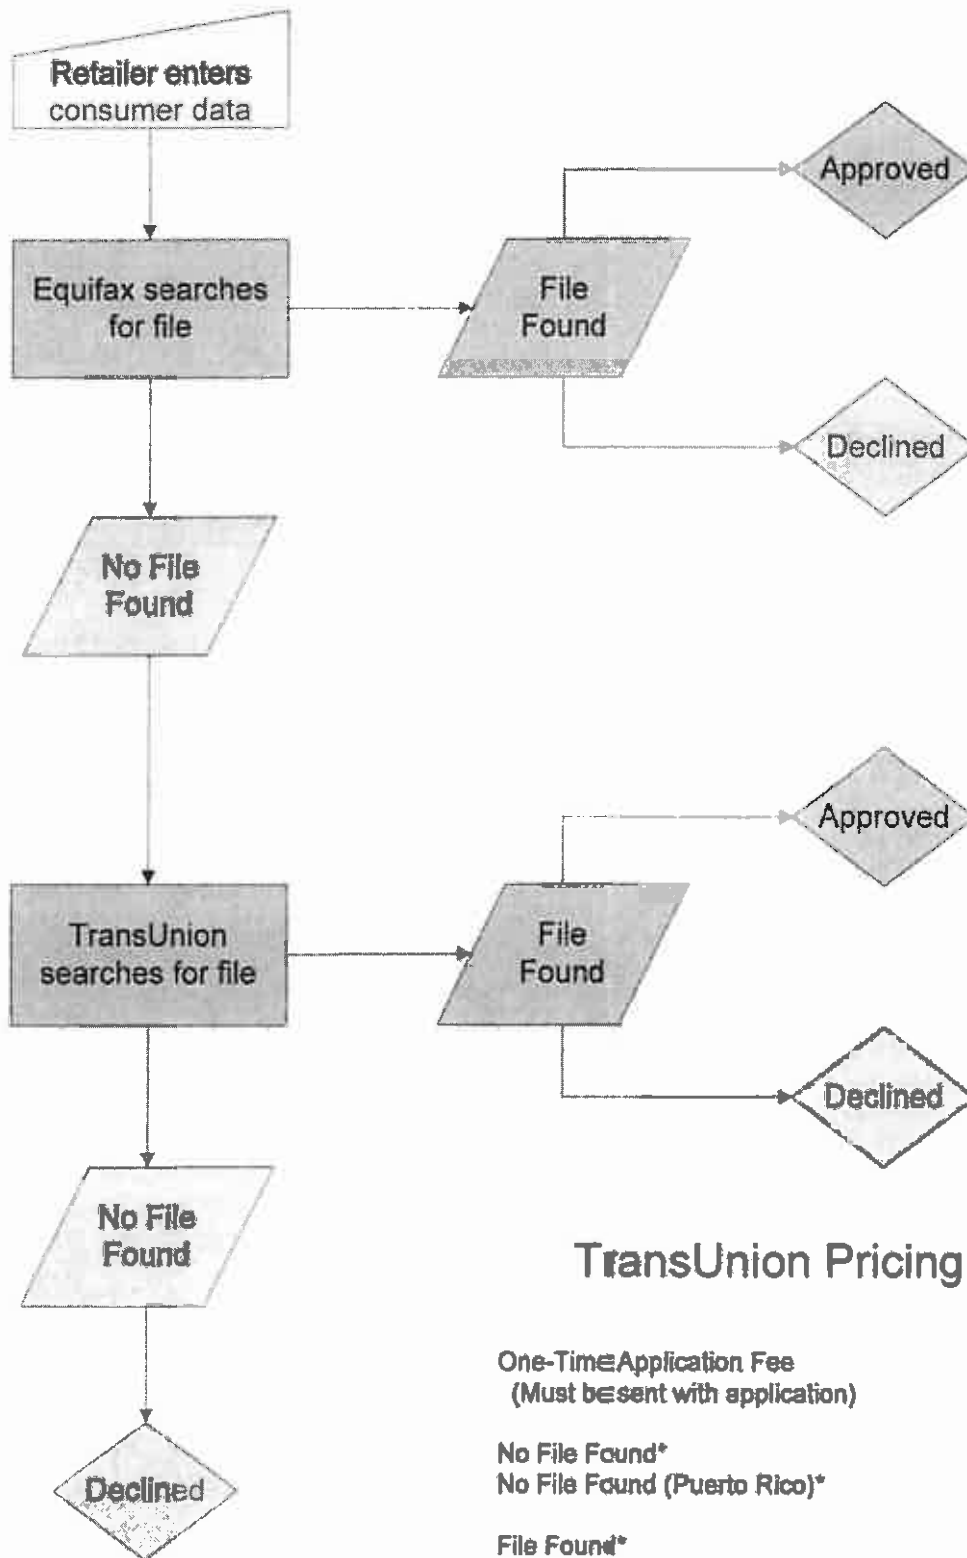 Retailer enters
consumer data
Approved
Equifax searches
for file
File
Found
Declined
No File
Found
Approved
TransUnion
searches for file
File
Found
Declined
No File
Found
TransUnion Pricing
One-Time Application Fee
(Must be sent with application)
No File Found*
No File Found (Puerto Rico)*
Declined
File Found*